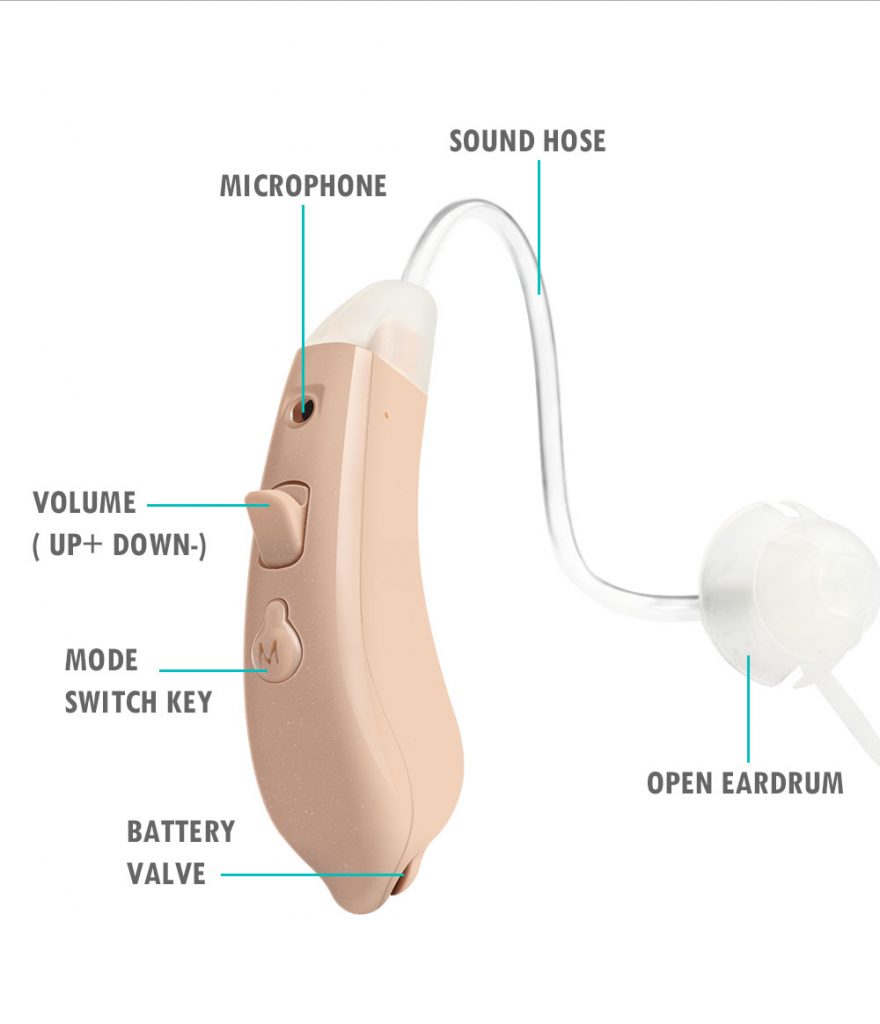 SOUND HOSE
MICROPHONE
VOLUME
( UP+ DOWN-)
M
MODE
SWITCH KEY
OPEN EARDRUM
BATTERY
VALVE